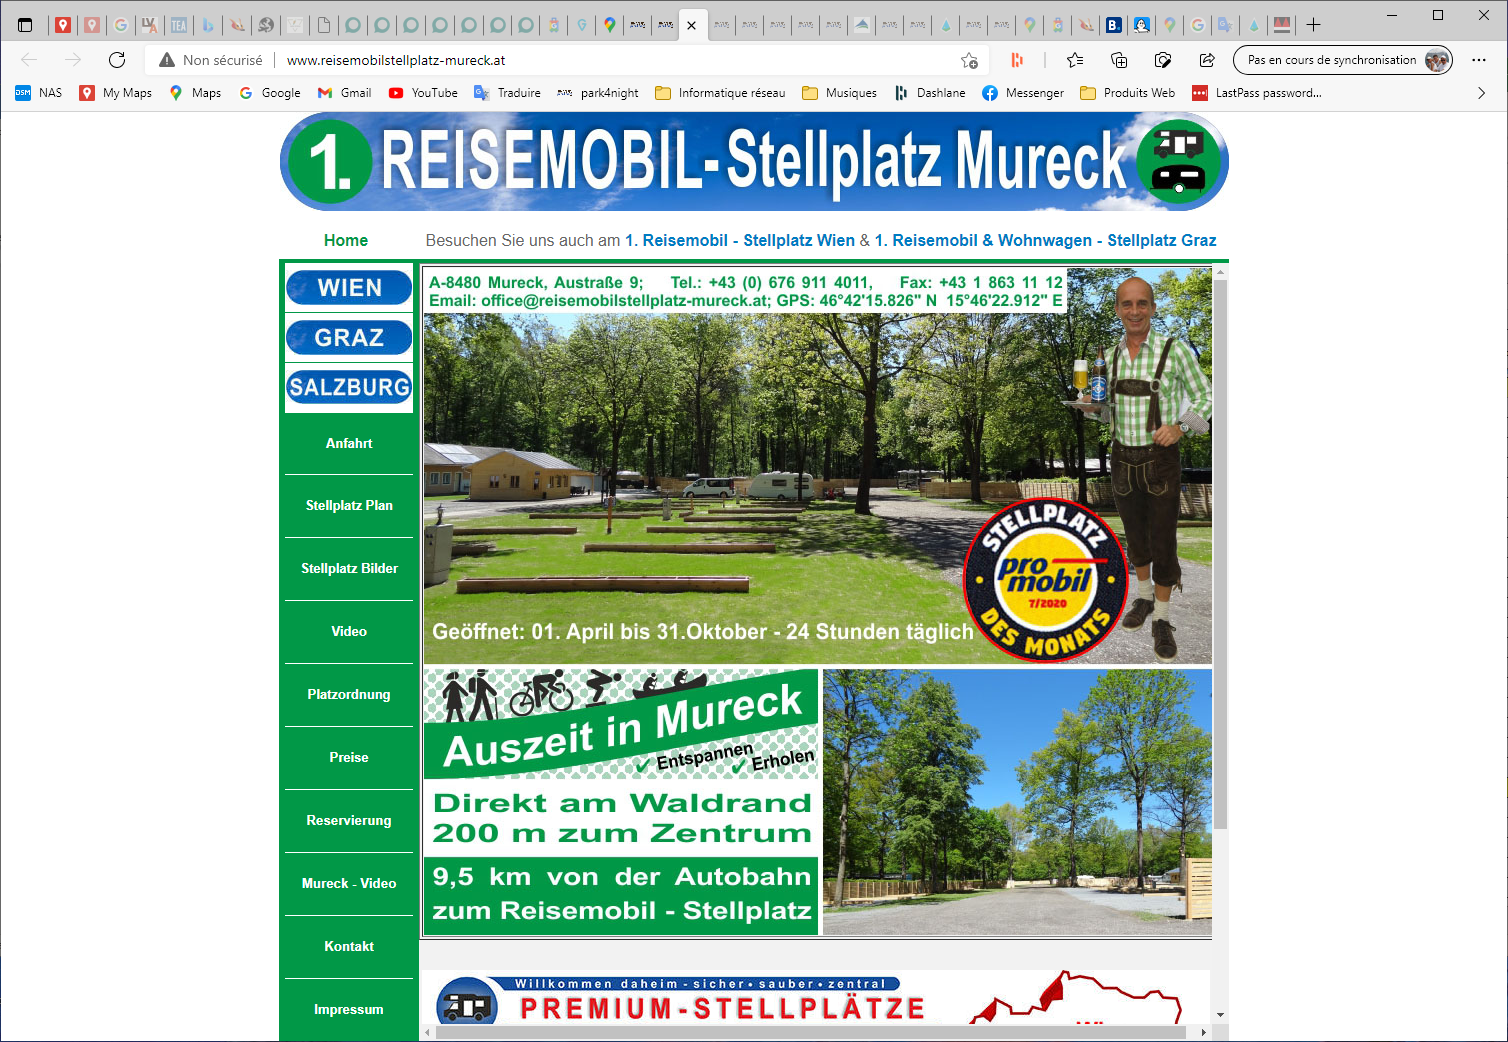 Non sécurisé
www.reisemobilstellplatz-mureck.at
Pas en cours de synchronisation
NAS
My Maps
Maps
Google
Gmail
YouTube
Traduire
park4night
Informatique réseau
Musiques
Dashlane
Messenger
Produits Web
LastPass password...
1. REISEMOBIL-Stellplatz Mureck
Home
Besuchen Sie uns auch am 1. Reisemobil - Stellplatz Wien & 1. Reisemobil & Wohnwagen - Stellplatz Graz
WIEN
GRAZ
SALZBURG
Anfahrt
Stellplatz Plan
Stellplatz Bilder
Video
Platzordnung
Preise
Reservierung
Mureck - Video
Kontakt
Impressum
A-8480 Mureck, Austraße 9; Tel.: +43 (0) 676 911 4011, Fax: +43 1 863 11 12
Email: office@reisemobilstellplatz-mureck.at; GPS: 46°42'15.826" N 15°46'22.912" E
STELLPLATZ
pro
mobil
7/2020
DES MONATS
Geöffnet: 01. April bis 31.Oktober - 24 Stunden täglich
Auszeit in Mureck
✓ Entspannen
✓ Erholen
Direkt am Waldrand
200 m zum Zentrum
9,5 km von der Autobahn
zum Reisemobil - Stellplatz
Willkommen daheim - sicher • sauber • zentral
PREMIUM-STELLPLÄTZE